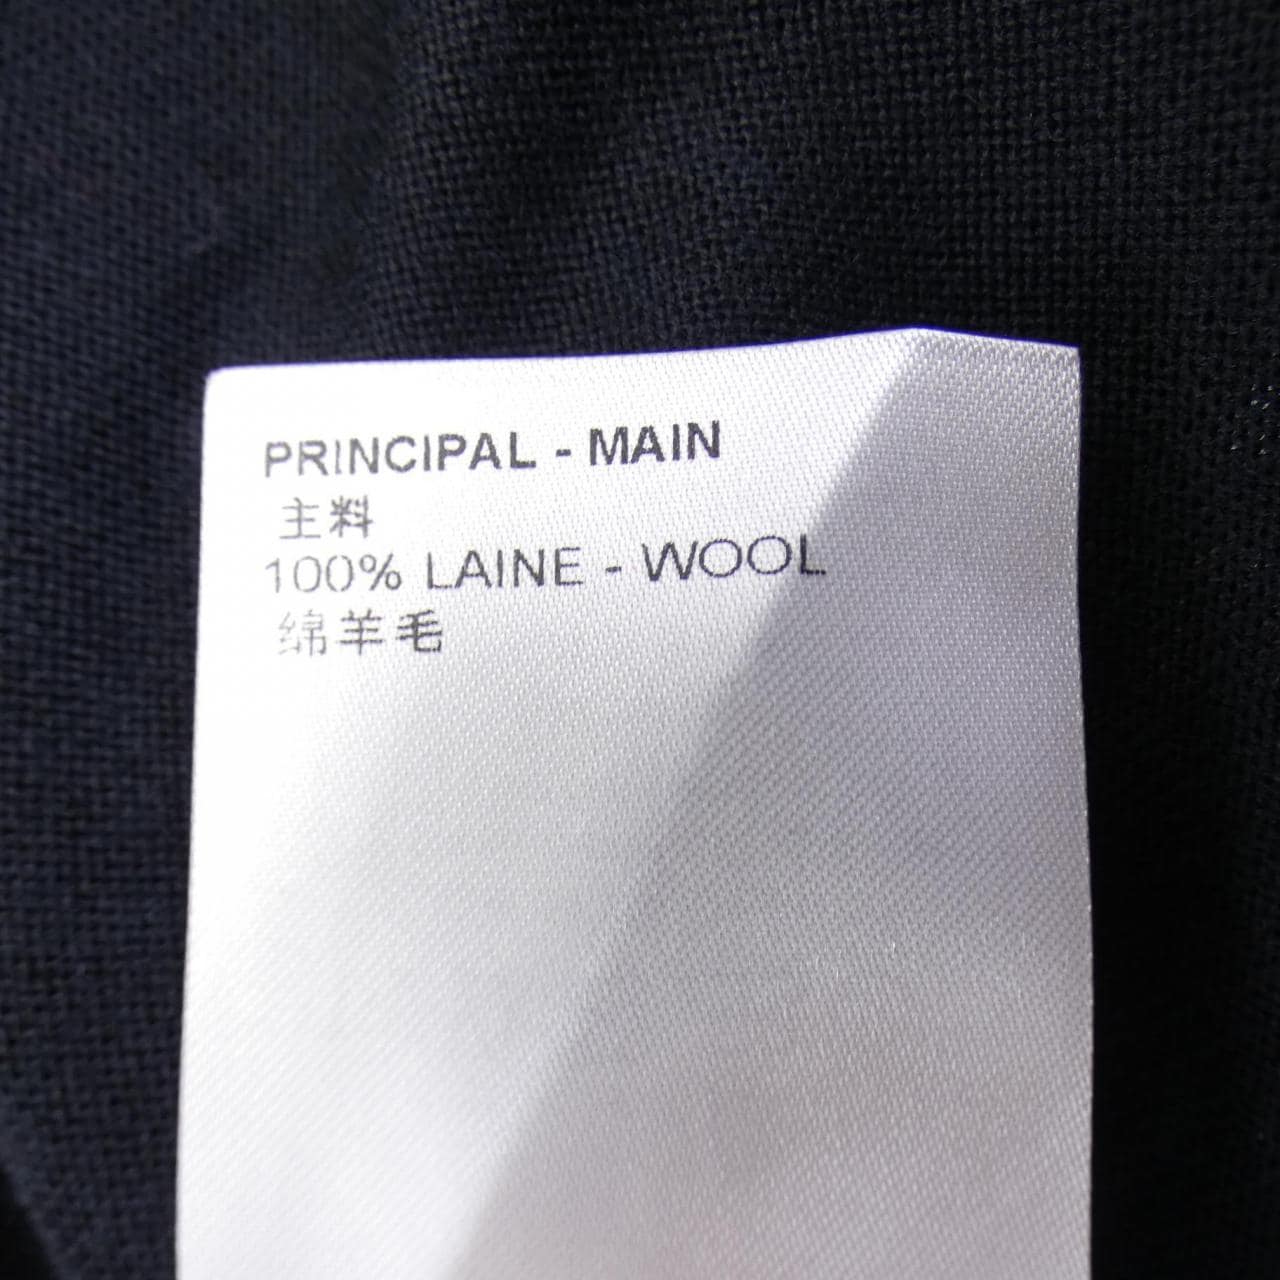 PRINCIPAL - MAIN
主料
100% LAINE - WOOL
绵羊毛